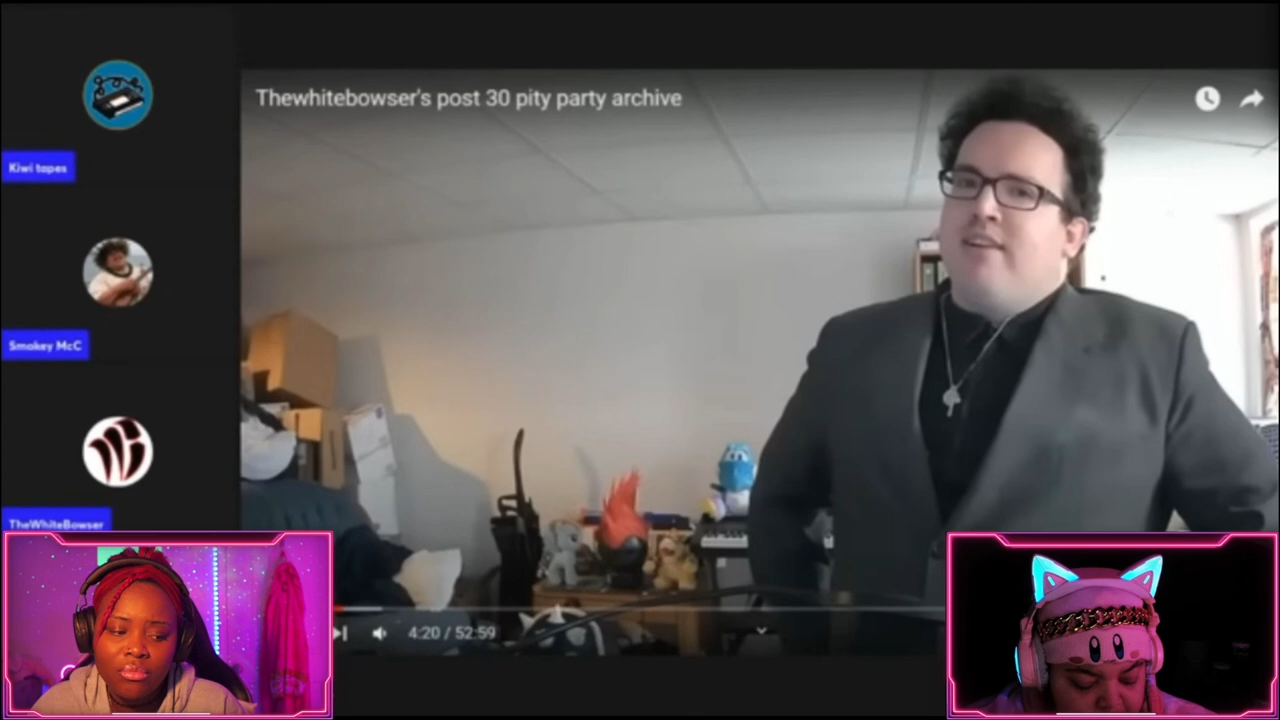 Thewhitebowser's post 30 pity party archive
Kiwi tapes
Smokey McC
TheWhiteBowser
4:20 / 52:59